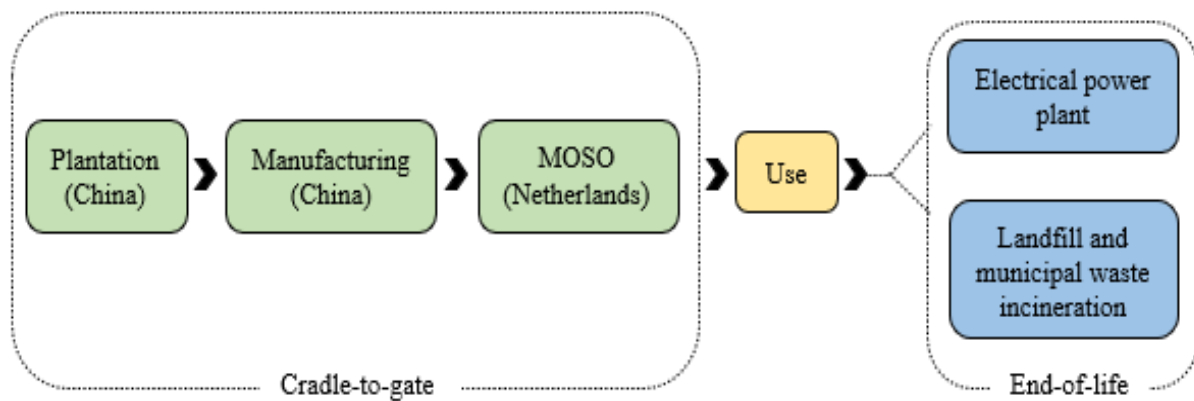 Plantation
(China)
Manufacturing
(China)
MOSO
(Netherlands)
Use
Electrical power
plant
Landfill and
municipal waste
incineration
Cradle-to-gate
End-of-life